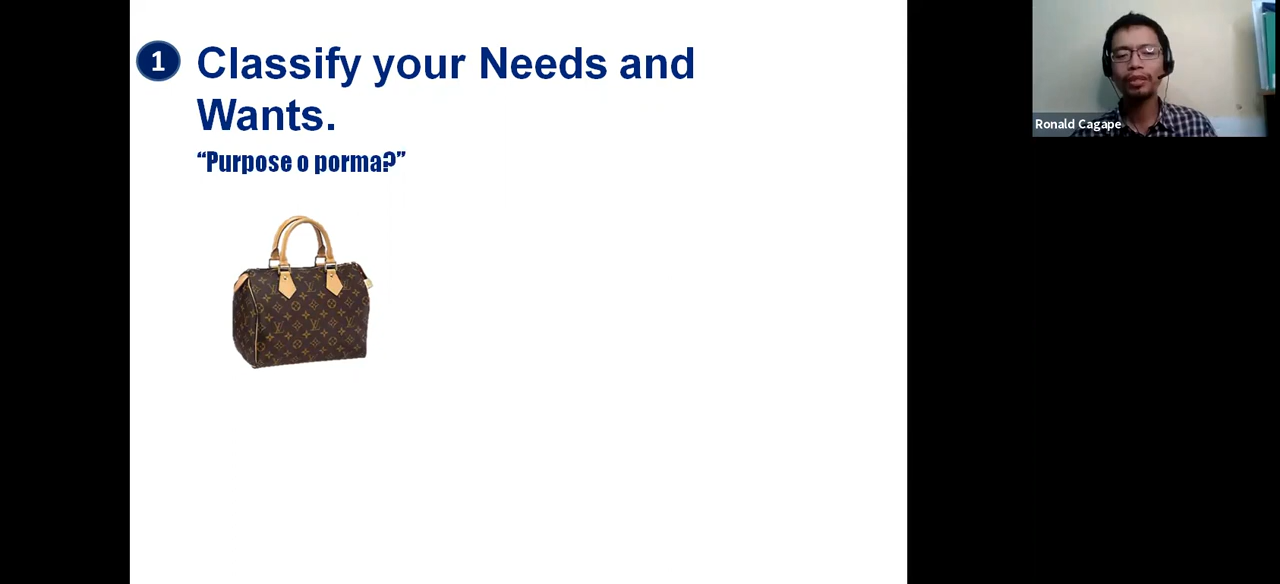 1
Classify your Needs and
Wants.
“Purpose o porma?”
Ronald Cagape